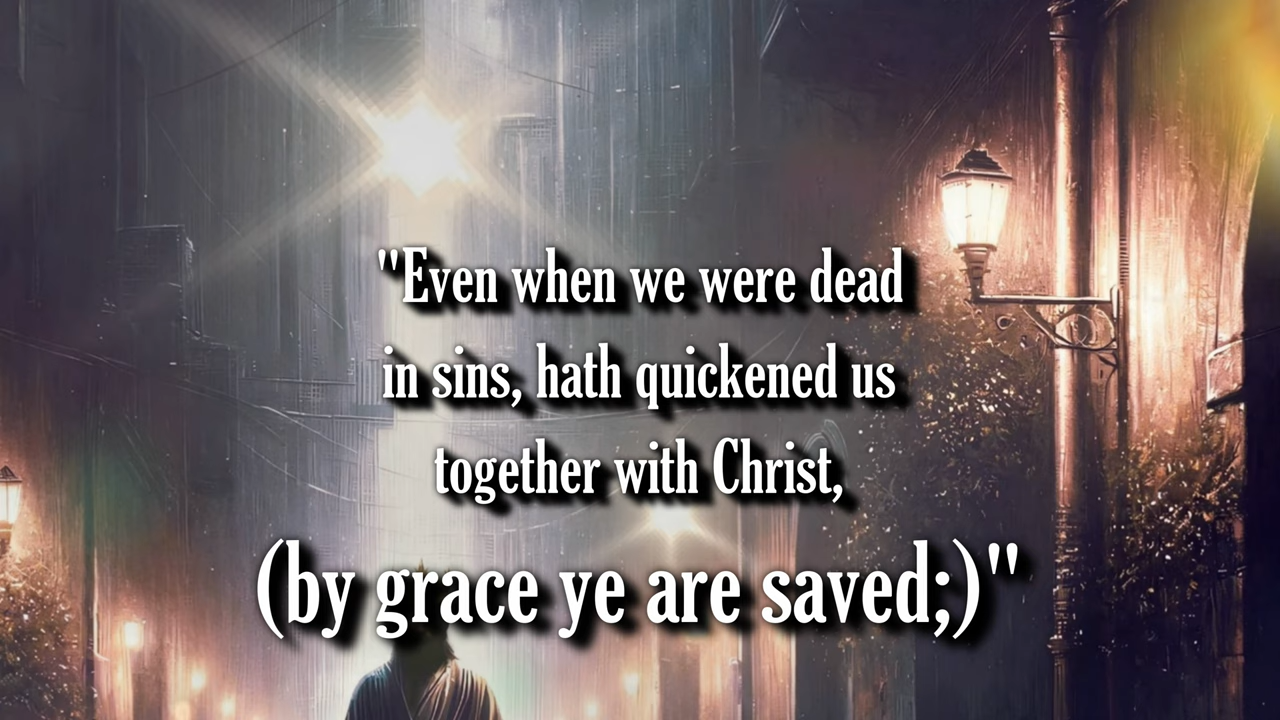 "Even when we were dead
in sins, hath quickened us
together with Christ,
(by grace ye are saved;)"